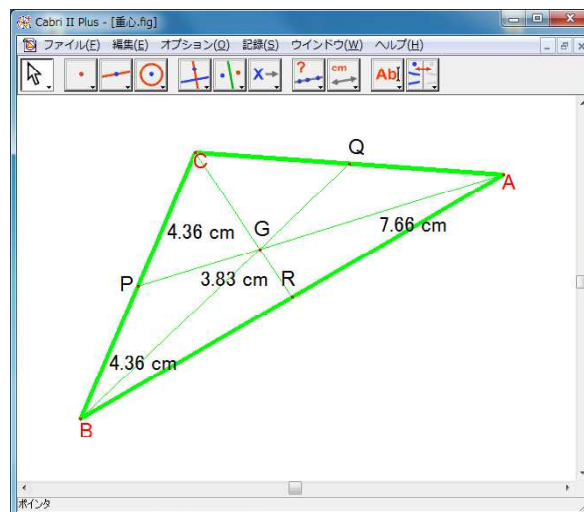 Cabri II Plus - [重心.fig]
ファイル(F) 編集(E) オプション(O) 記録(S) ウインドウ(W) ヘルプ(H)
? cm Ab
Q
C
A
G
4.36 cm
7.66 cm
P
3.83 cm
R
4.36 cm
B
ポインタ